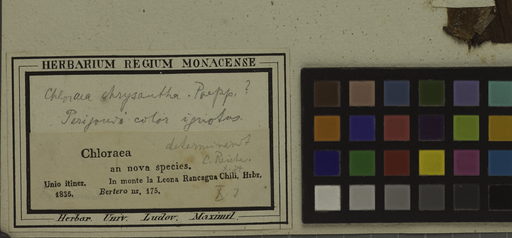 HERBARIUM REGIUM MONACENSE
Chloraea chrysantha. Poepp.?
Perigonii color ignotus.
determinavit
Chloraea
C. Reiche.
an nova species.
In monte la Leona Rancagua Chili, Hrbr.
Unio itiner.
1835.
Bertero nr. 175.
Herbar. Univ. Ludov. Maximil.